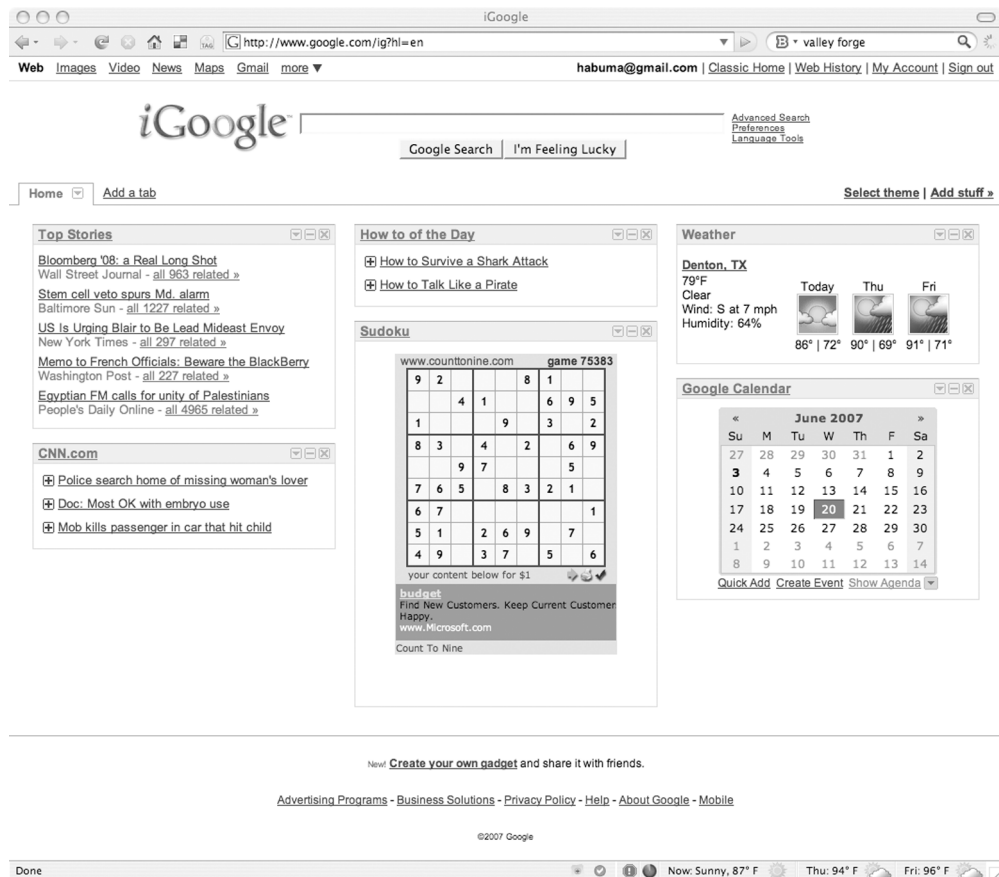 iGoogle
TAG G http://www.google.com/ig?hl=en B valley forge
Web Images Video News Maps Gmail more ▼ habuma@gmail.com | Classic Home | Web History | My Account | Sign out
iGoogle™
Advanced Search
Preferences
Language Tools
Google Search I'm Feeling Lucky
Home Add a tab Select theme | Add stuff »
Top Stories
Bloomberg '08: a Real Long Shot
Wall Street Journal - all 963 related »
Stem cell veto spurs Md. alarm
Baltimore Sun - all 1227 related »
US Is Urging Blair to Be Lead Mideast Envoy
New York Times - all 297 related »
Memo to French Officials: Beware the BlackBerry
Washington Post - all 227 related »
Egyptian FM calls for unity of Palestinians
People's Daily Online - all 4965 related »
CNN.com
Police search home of missing woman's lover
Doc: Most OK with embryo use
Mob kills passenger in car that hit child
How to of the Day
How to Survive a Shark Attack
How to Talk Like a Pirate
Sudoku
www.counttonine.com game 75383
9 2 8 1
4 1 6 9 5
1 9 3 2
8 3 4 2 6 9
9 7 5
7 6 5 8 3 2 1
6 7 1
5 1 2 6 9 7
4 9 3 7 5 6
your content below for $1
budget
Find New Customers. Keep Current Customer
Happy.
www.Microsoft.com
Count To Nine
Weather
Denton, TX
79°F
Clear
Wind: S at 7 mph
Humidity: 64%
Today Thu Fri
86° | 72° 90° | 69° 91° | 71°
Google Calendar
« June 2007 »
Su M Tu W Th F Sa
27 28 29 30 31 1 2
3 4 5 6 7 8 9
10 11 12 13 14 15 16
17 18 19 20 21 22 23
24 25 26 27 28 29 30
1 2 3 4 5 6 7
8 9 10 11 12 13 14
Quick Add Create Event Show Agenda
New! Create your own gadget and share it with friends.
Advertising Programs - Business Solutions - Privacy Policy - Help - About Google - Mobile
©2007 Google
Done Now: Sunny, 87° F Thu: 94° F Fri: 96° F